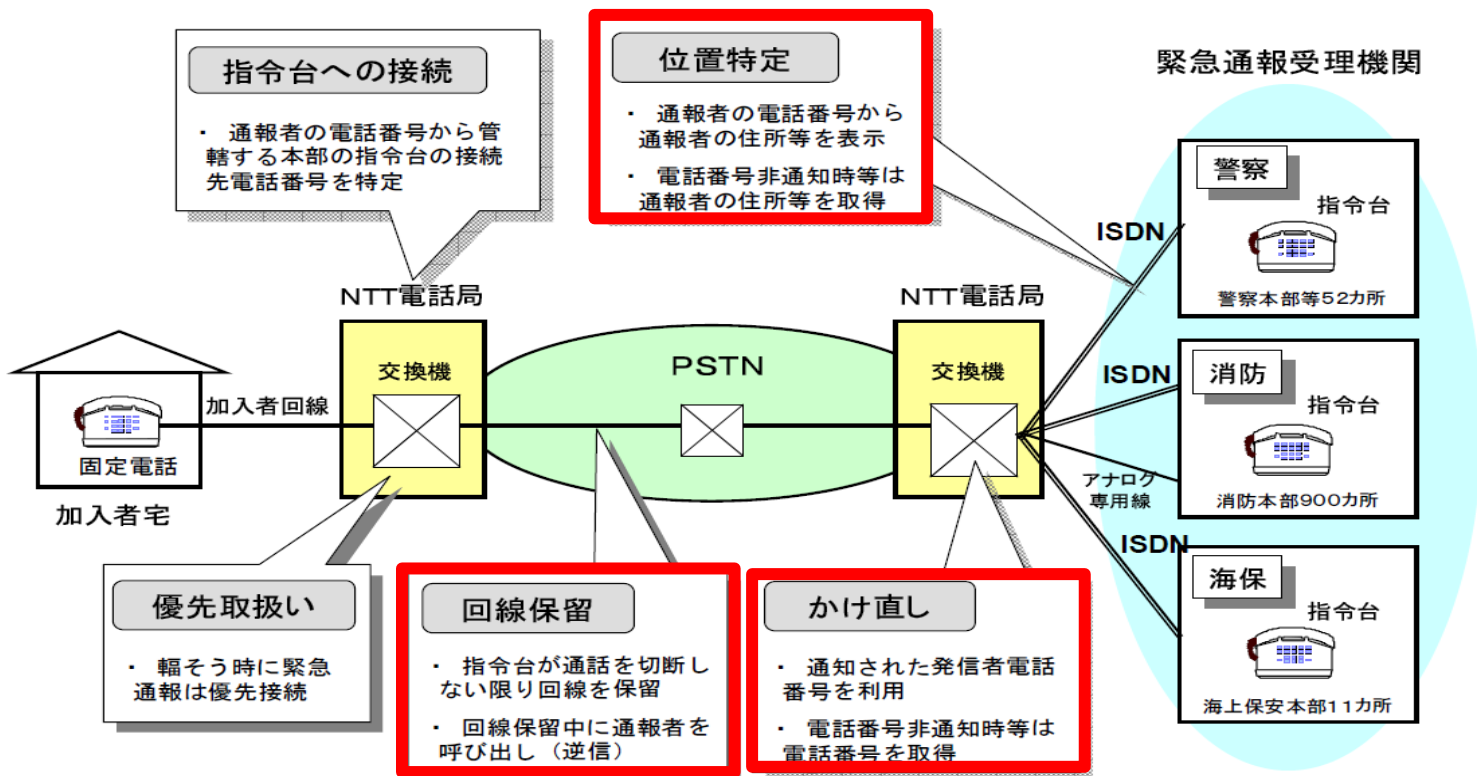 指令台への接続
・ 通報者の電話番号から管
轄する本部の指令台の接続
先電話番号を特定
位置特定
・ 通報者の電話番号から
通報者の住所等を表示
・ 電話番号非通知時等は
通報者の住所等を取得
緊急通報受理機関
警察
指令台
ISDN
警察本部等52カ所
NTT電話局
NTT電話局
交換機
PSTN
交換機
ISDN
消防
指令台
加入者回線
固定電話
加入者宅
アナログ
専用線
消防本部900カ所
ISDN
海保
指令台
海上保安本部11カ所
優先取扱い
・ 輻そう時に緊急
通報は優先接続
回線保留
・ 指令台が通話を切断し
ない限り回線を保留
・ 回線保留中に通報者を
呼び出し（逆信）
かけ直し
・ 通知された発信者電話
番号を利用
・ 電話番号非通知時等は
電話番号を取得